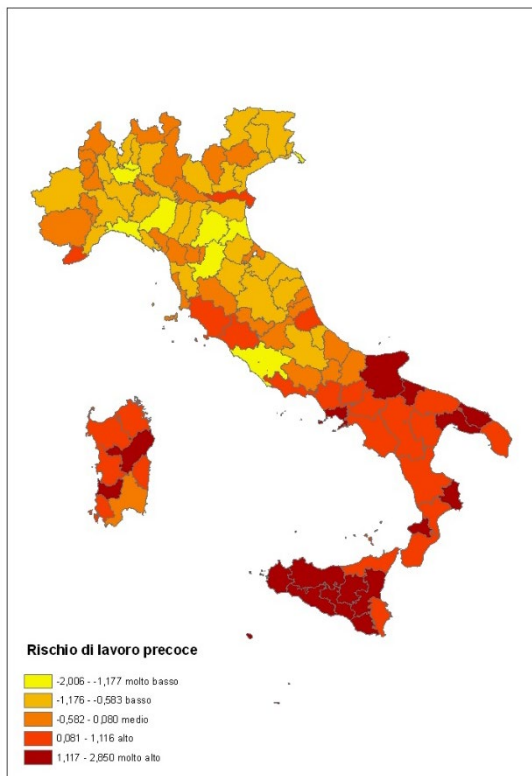 Rischio di lavoro precoce
-2,006 - -1,177 molto basso
-1,176 - -0,583 basso
-0,582 - 0,080 medio
0,081 - 1,116 alto
1,117 - 2,850 molto alto